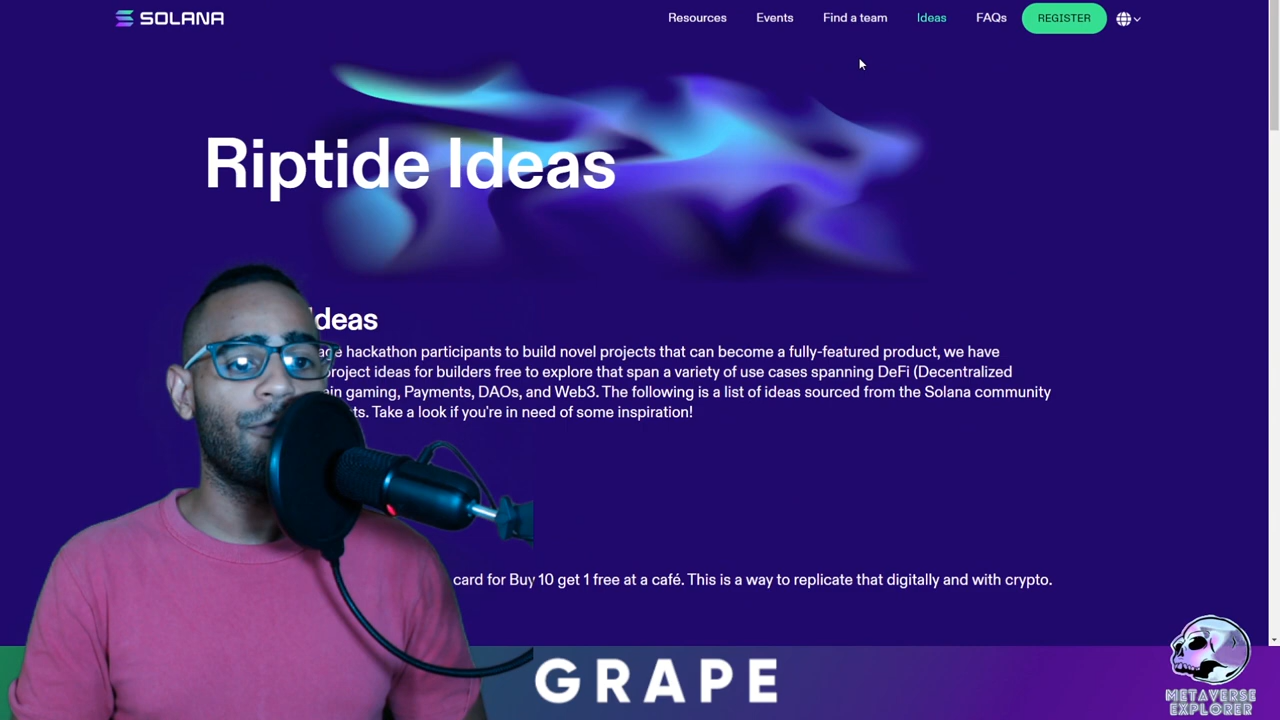 SOLANA
Resources Events Find a team Ideas FAQs REGISTER
Riptide Ideas
Ideas
hackathon participants to build novel projects that can become a fully-featured product, we have
project ideas for builders free to explore that span a variety of use cases spanning DeFi (Decentralized
gaming, Payments, DAOs, and Web3. The following is a list of ideas sourced from the Solana community
Take a look if you're in need of some inspiration!
card for Buy 10 get 1 free at a café. This is a way to replicate that digitally and with crypto.
GRAPE
METAVERSE
EXPLORER